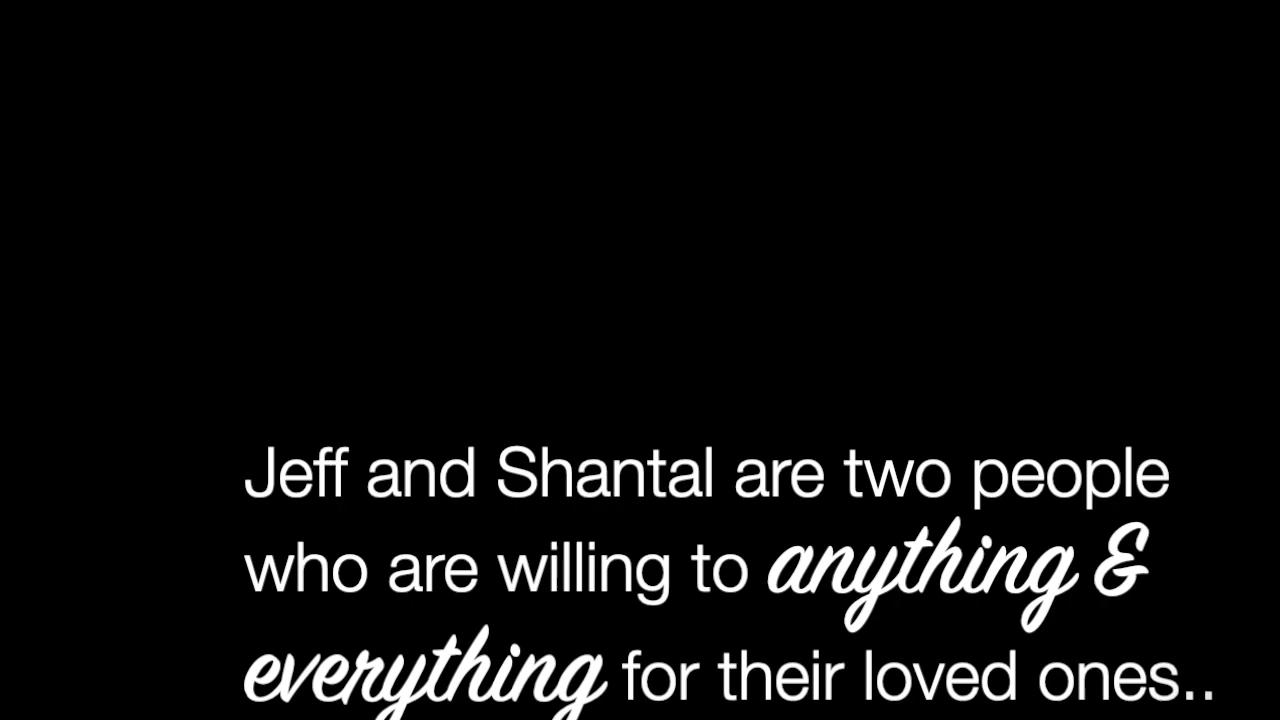 Jeff and Shantal are two people
who are willing to anything &
everything for their loved ones..